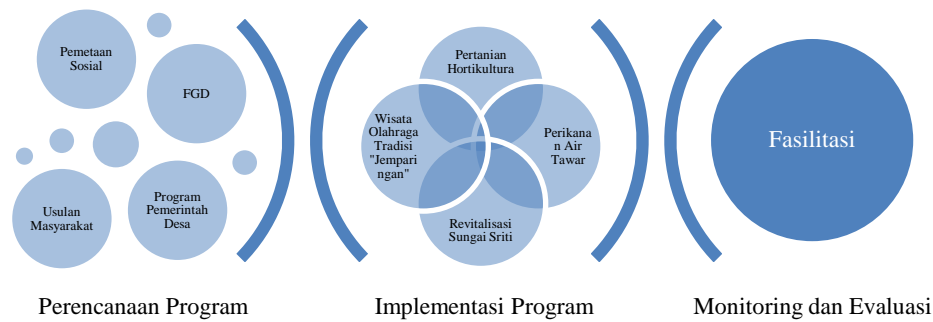 Pemetaan
Sosial
FGD
Usulan
Masyarakat
Program
Pemerintah
Desa
Perencanaan Program
Pertanian
Hortikultura
Wisata
Olahraga
Tradisi
"Jempari
ngan"
Perikana
n Air
Tawar
Revitalisasi
Sungai Sriti
Implementasi Program
Fasilitasi
Monitoring dan Evaluasi